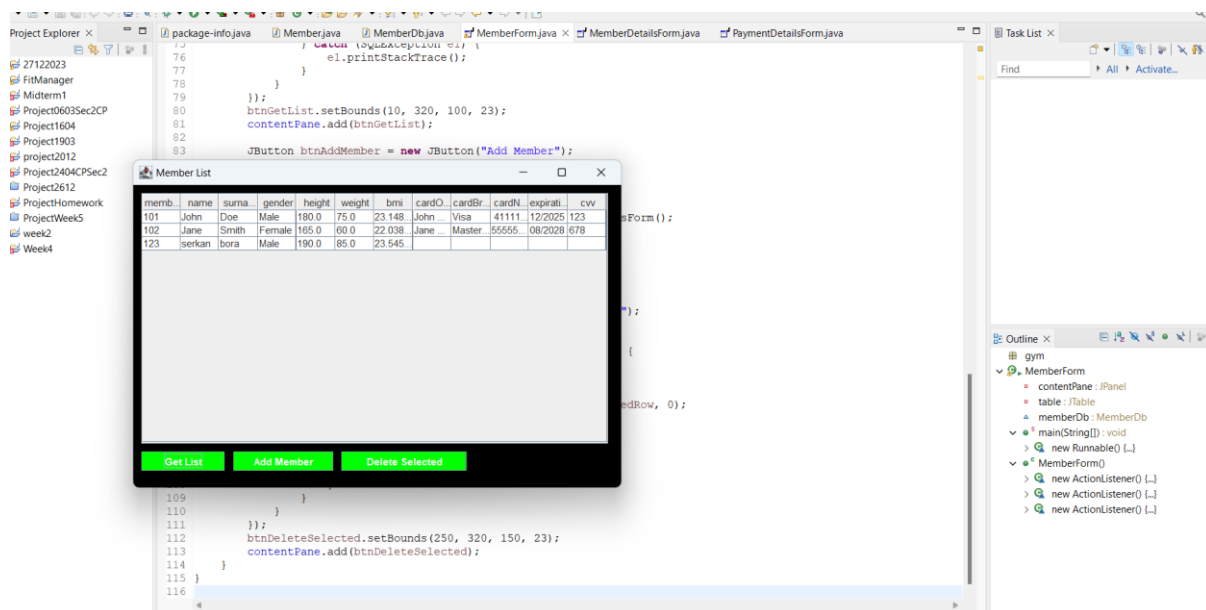 Project Explorer ×
27122023
FitManager
Midterm1
Project0603Sec2CP
Project1604
Project1903
project2012
Project2404CPSec2
Project2612
ProjectHomework
ProjectWeek5
week2
Week4
package-info.java Member.java MemberDb.java MemberForm.java × MemberDetailsForm.java PaymentDetailsForm.java
75 } catch (SQLException e1) {
76 e1.printStackTrace();
77 }
78 }
79 });
80 btnGetList.setBounds(10, 320, 100, 23);
81 contentPane.add(btnGetList);
82
83 JButton btnAddMember = new JButton("Add Member");
sForm();
");
{
edRow, 0);
Member List
memb... name surna... gender height weight bmi cardO... cardBr... cardN... expirati... cvv
101 John Doe Male 180.0 75.0 23.148... John ... Visa 41111... 12/2025 123
102 Jane Smith Female 165.0 60.0 22.038... Jane ... Master... 55555... 08/2028 678
123 serkan bora Male 190.0 85.0 23.545...
Get List Add Member Delete Selected
109 }
110 }
111 });
112 btnDeleteSelected.setBounds(250, 320, 150, 23);
113 contentPane.add(btnDeleteSelected);
114 }
115 }
116
Task List ×
Find All Activate...
Outline ×
gym
MemberForm
contentPane : JPanel
table : JTable
memberDb : MemberDb
main(String[]) : void
new Runnable() {...}
MemberForm()
new ActionListener() {...}
new ActionListener() {...}
new ActionListener() {...}